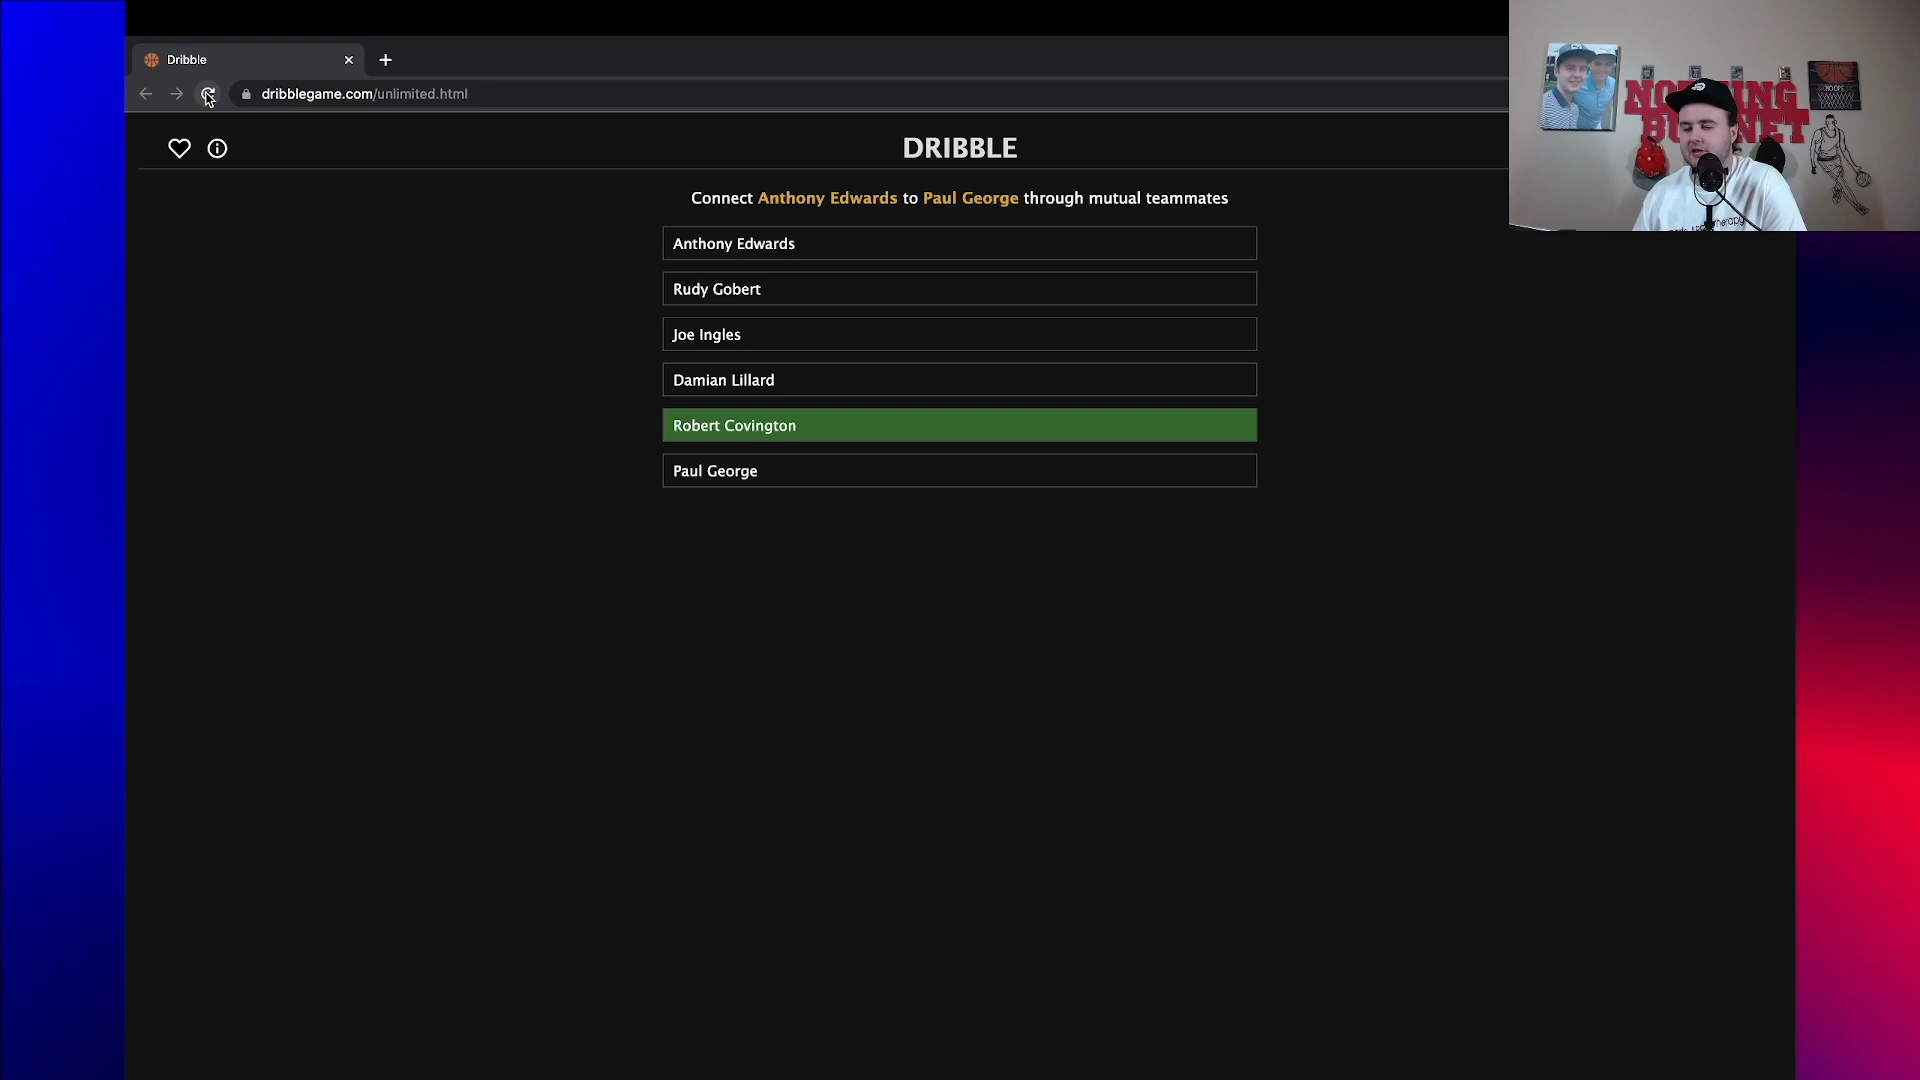 Dribble
dribblegame.com/unlimited.html
DRIBBLE
Connect Anthony Edwards to Paul George through mutual teammates
Anthony Edwards
Rudy Gobert
Joe Ingles
Damian Lillard
Robert Covington
Paul George
HOOPS